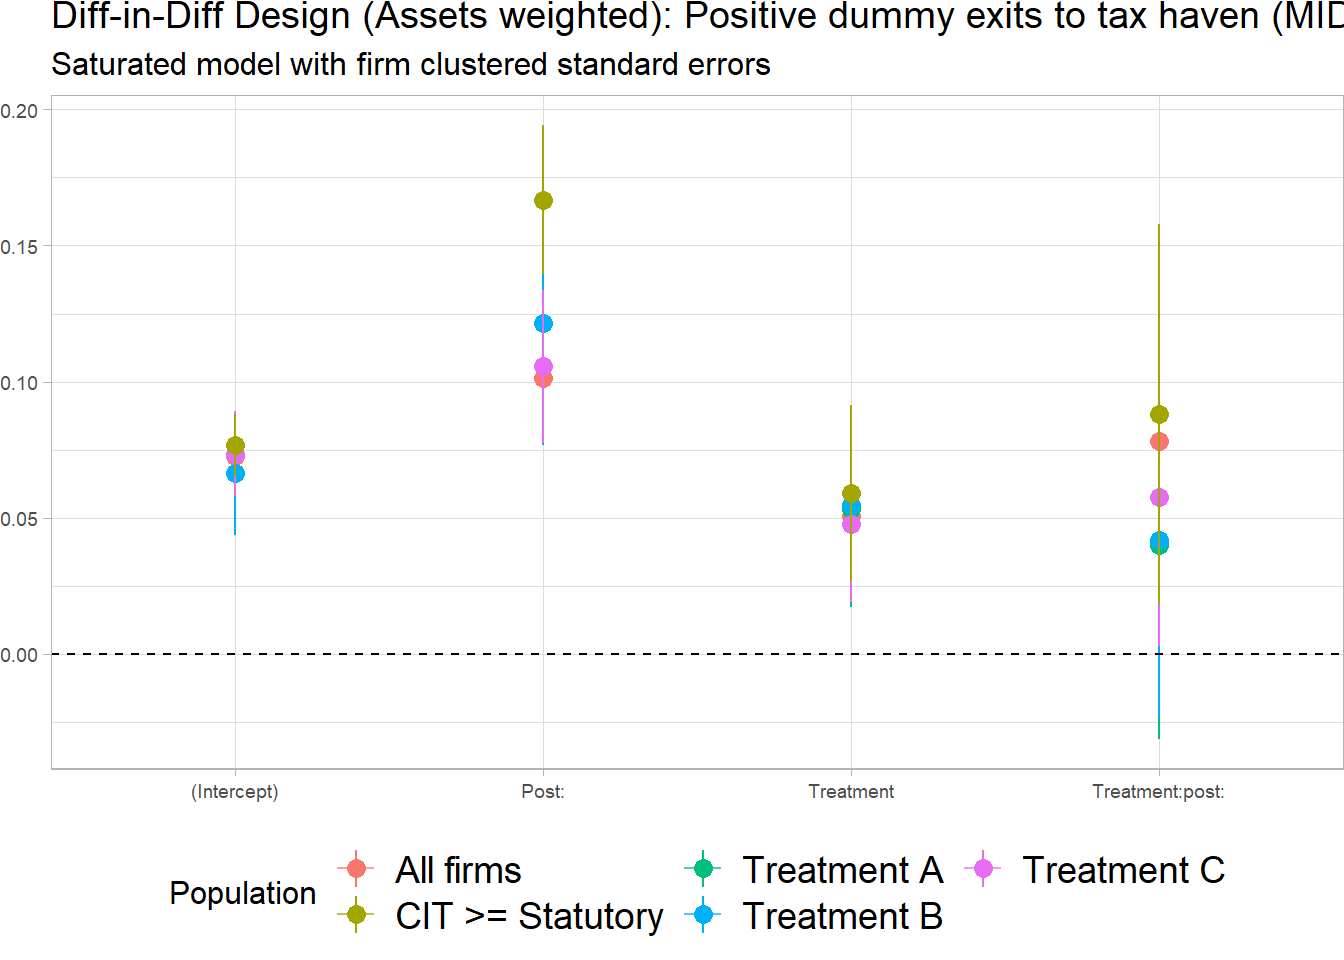 Diff-in-Diff Design (Assets weighted): Positive dummy exits to tax haven (MID
Saturated model with firm clustered standard errors
0.20
0.15
0.10
0.05
0.00
(Intercept)
Post:
Treatment
Treatment:post:
Population
All firms
CIT >= Statutory
Treatment A
Treatment B
Treatment C